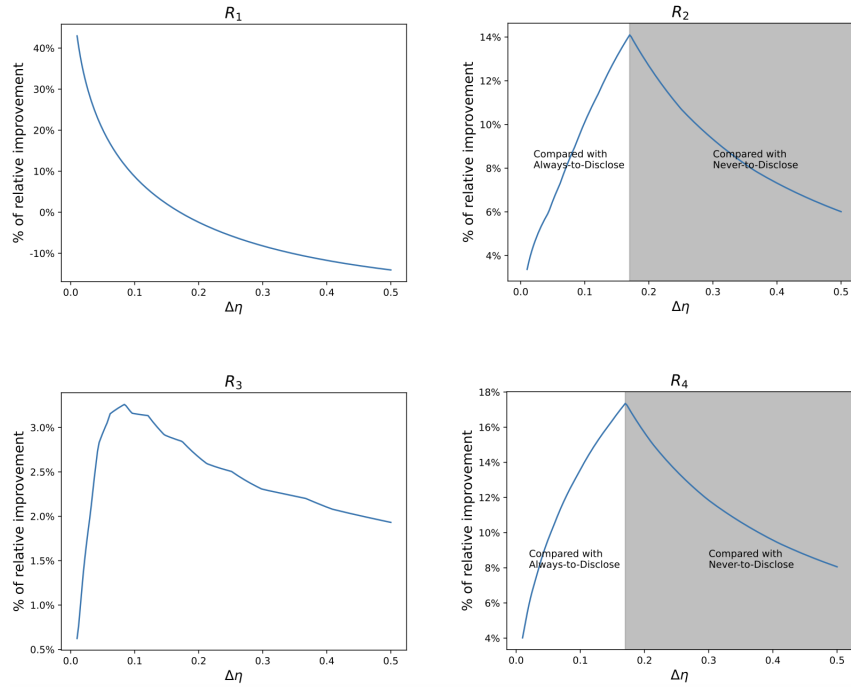 R₁
% of relative improvement
40%
30%
20%
10%
0%
-10%
0.0 0.1 0.2 0.3 0.4 0.5
Δη
R₂
% of relative improvement
14%
12%
10%
8%
6%
4%
Compared with
Always-to-Disclose
Compared with
Never-to-Disclose
0.0 0.1 0.2 0.3 0.4 0.5
Δη
R₃
% of relative improvement
3.0%
2.5%
2.0%
1.5%
1.0%
0.5%
0.0 0.1 0.2 0.3 0.4 0.5
Δη
R₄
% of relative improvement
18%
16%
14%
12%
10%
8%
6%
4%
Compared with
Always-to-Disclose
Compared with
Never-to-Disclose
0.0 0.1 0.2 0.3 0.4 0.5
Δη